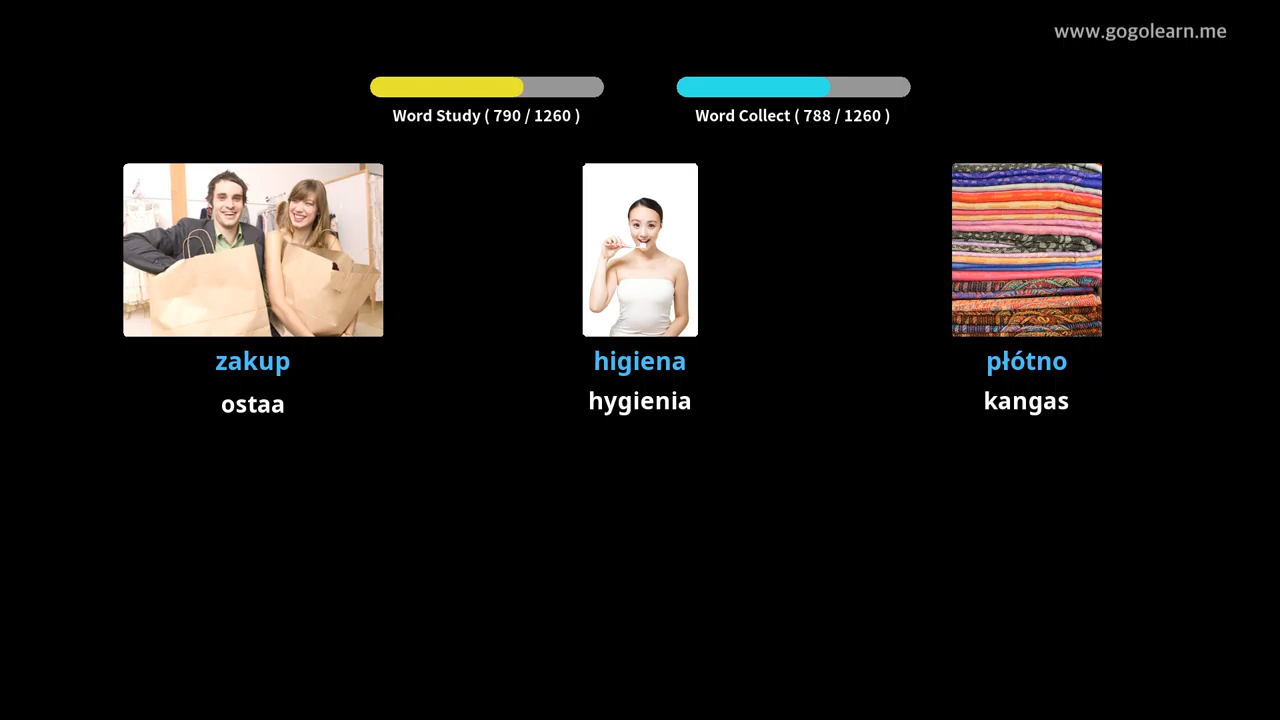 www.gogolearn.me
Word Study ( 790 / 1260 )
Word Collect ( 788 / 1260 )
zakup
higiena
płótno
ostaa
hygienia
kangas